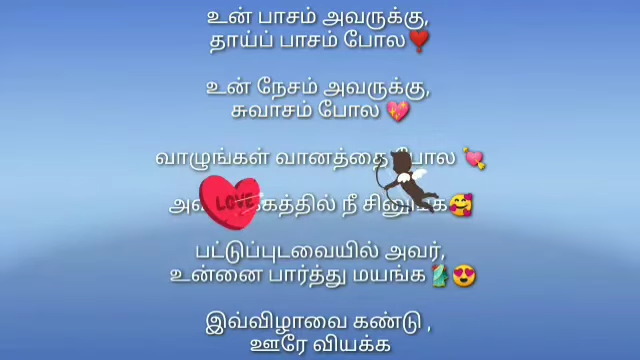 உன் பாசம் அவருக்கு,
தாய்ப் பாசம் போல
உன் நேசம் அவருக்கு,
சுவாசம் போல
வாழுங்கள் வானத்தை போல
LOVE
நீ
பட்டுப்புடவையில் அவர்,
உன்னை பார்த்து மயங்க
இவ்விழாவை கண்டு ,
ஊரே வியக்க